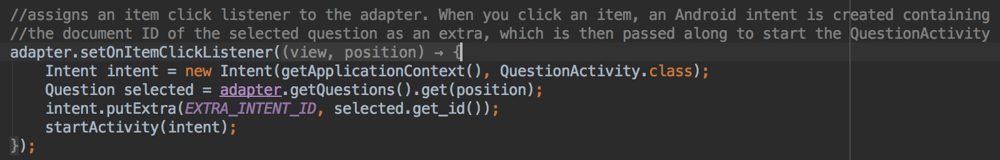 //assigns an item click listener to the adapter. When you click an item, an Android intent is created containing
//the document ID of the selected question as an extra, which is then passed along to start the QuestionActivity
adapter.setOnItemClickListener((view, position) → {
Intent intent = new Intent(getApplicationContext(), QuestionActivity.class);
Question selected = adapter.getQuestions().get(position);
intent.putExtra(EXTRA_INTENT_ID, selected.get_id());
startActivity(intent);
});